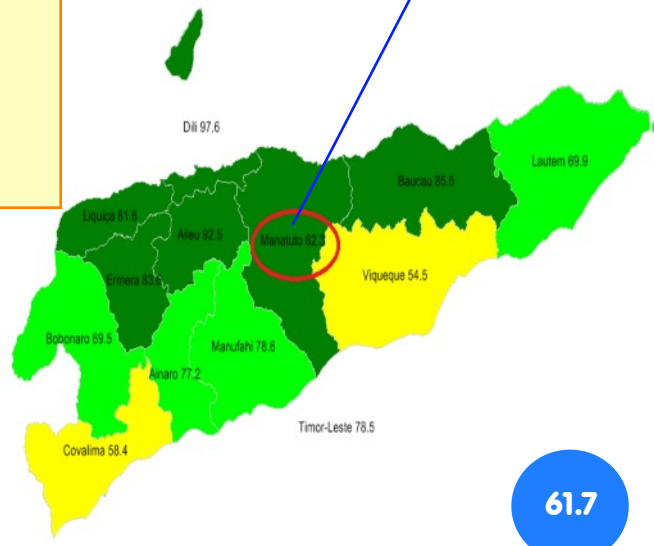 Dili 97.6
Lautem 69.9
Baucau 85.5
Liquiça 81.6
Aileu 92.5
Manatuto 82.3
Ermera 83.6
Viqueque 54.5
Bobonaro 69.5
Manufahi 78.6
Ainaro 77.2
Timor-Leste 78.5
Covalima 58.4
61.7